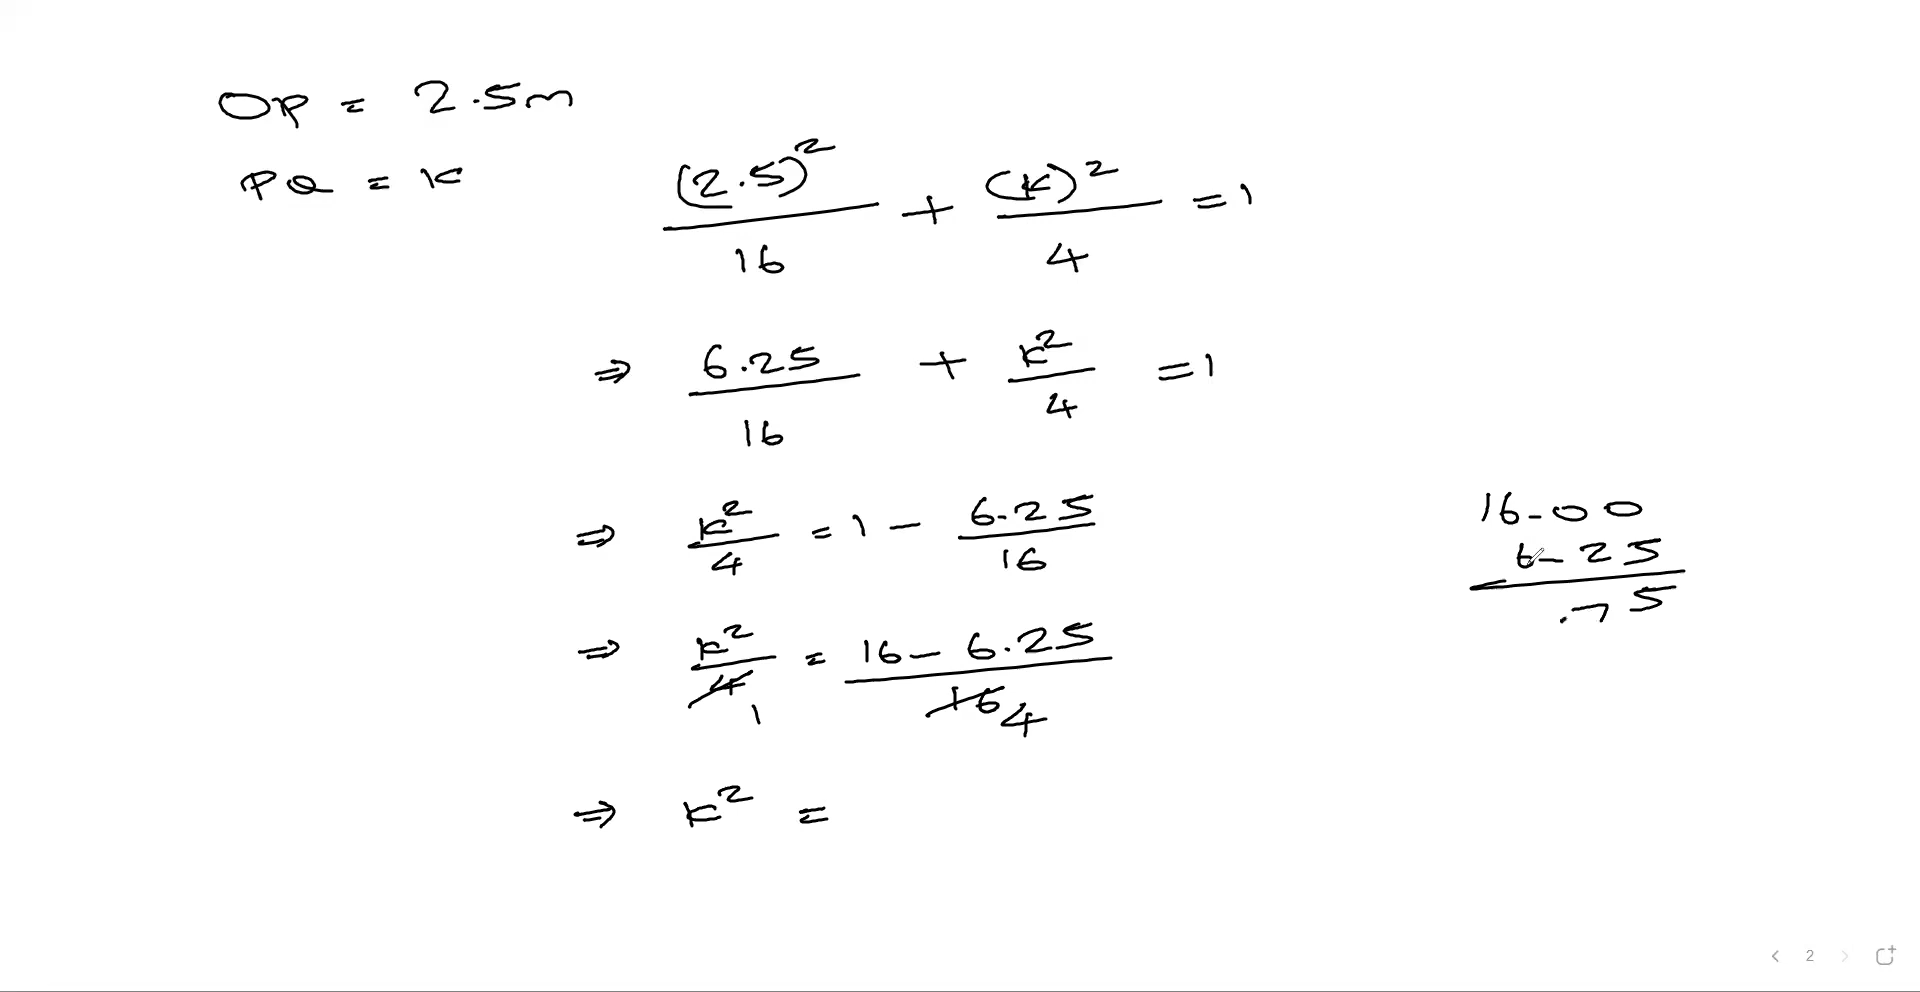 OP = 2.5m
PQ = K
(2.5)²/16 + (K)²/4 = 1
⇒ 6.25/16 + K²/4 = 1
⇒ K²/4 = 1 - 6.25/16
⇒ K²/4 1 = 16 - 6.25/16 4
⇒ K² =
16.00
6.25
.75
2